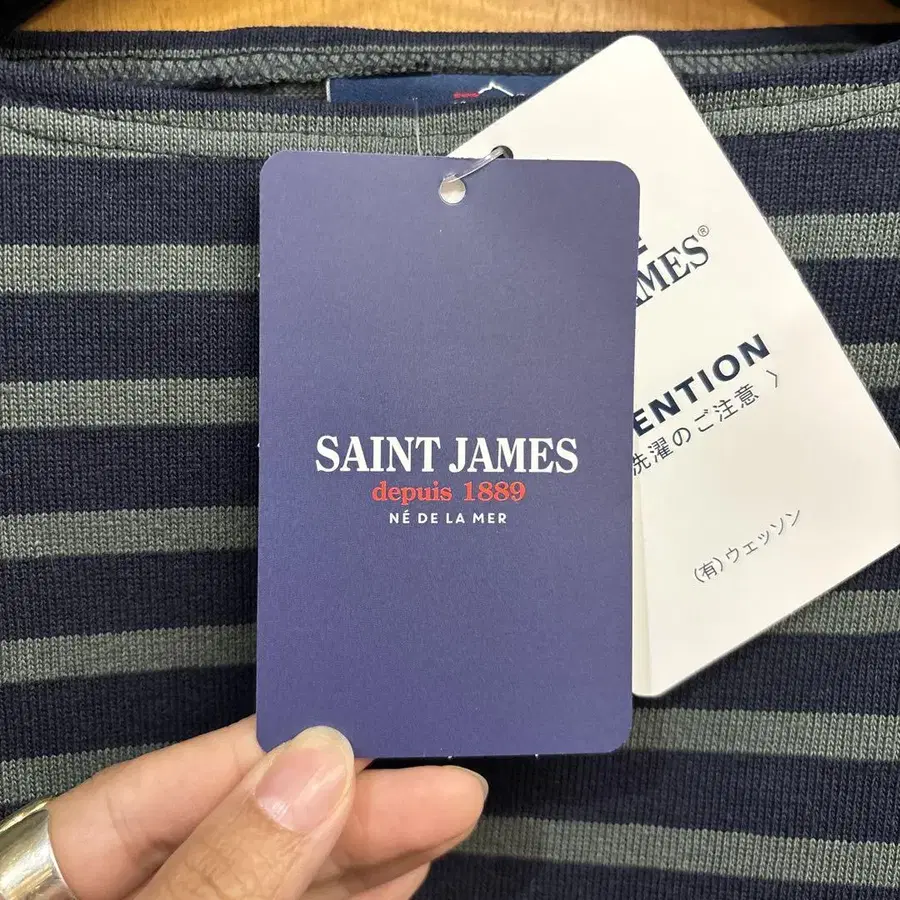 SAINT JAMES
depuis 1889
NÉ DE LA MER
AMES®
ENTION
洗濯のご注意 〉
(有)ウェッソン